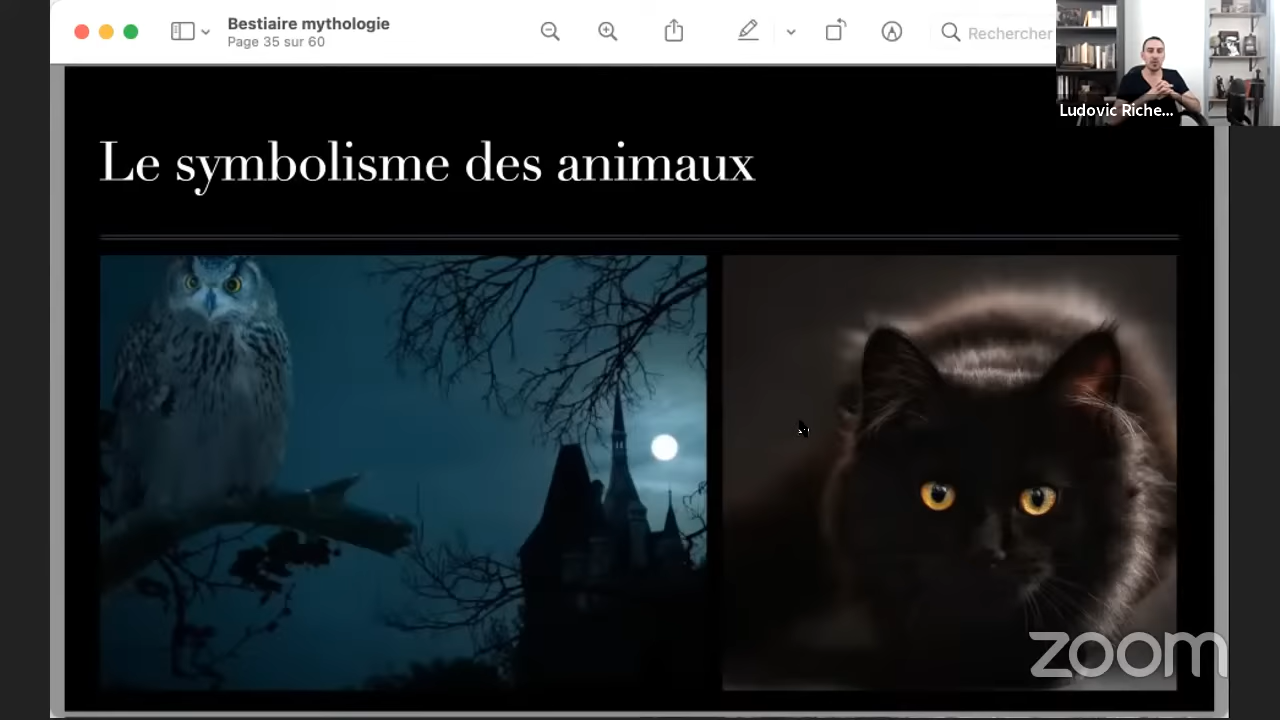 Bestiaire mythologie
Page 35 sur 60
Rechercher
Ludovic Riche...
Le symbolisme des animaux
zoom